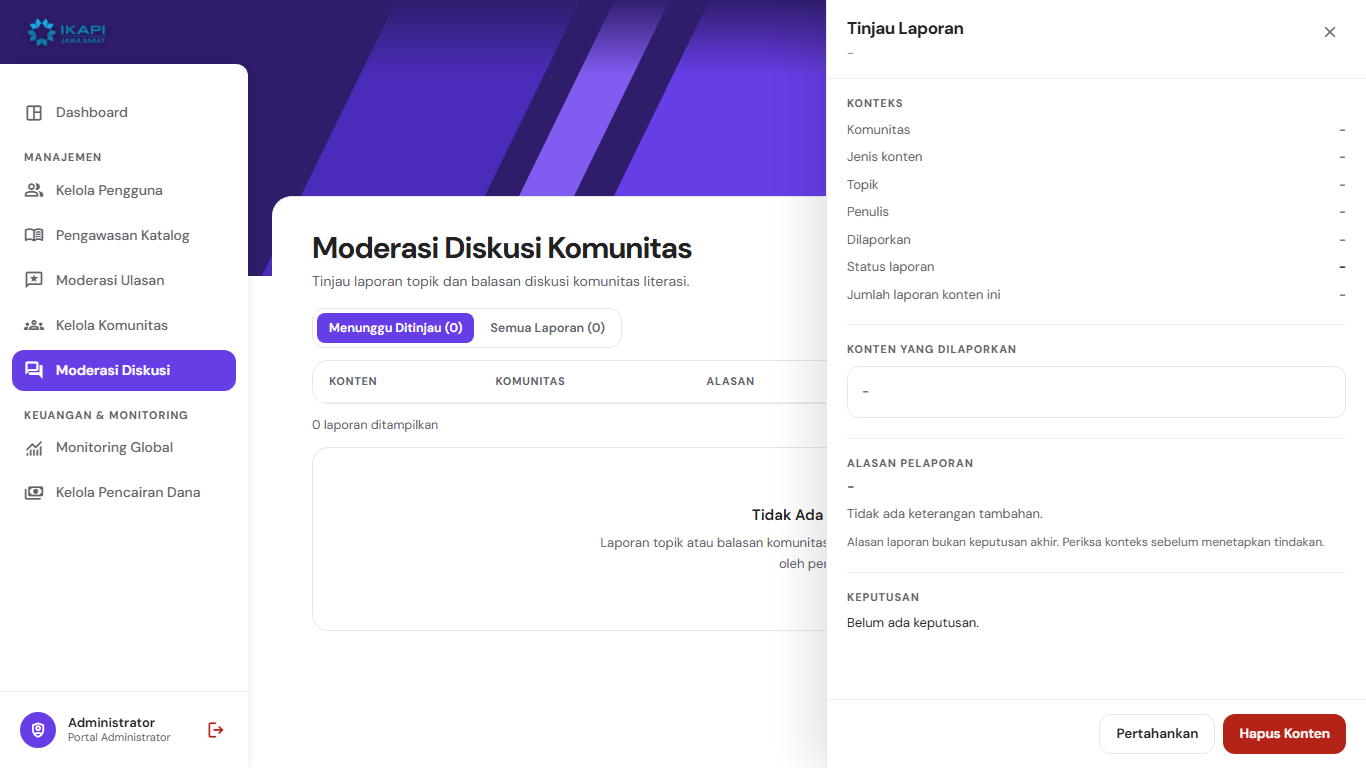 IKAPI
JAWA BARAT
Dashboard
MANAJEMEN
Kelola Pengguna
Pengawasan Katalog
Moderasi Ulasan
Kelola Komunitas
Moderasi Diskusi
KEUANGAN & MONITORING
Monitoring Global
Kelola Pencairan Dana
Administrator
Portal Administrator
Moderasi Diskusi Komunitas
Tinjau laporan topik dan balasan diskusi komunitas literasi.
Menunggu Ditinjau (0) Semua Laporan (0)
KONTEN KOMUNITAS ALASAN
0 laporan ditampilkan
Tidak Ada
Laporan topik atau balasan komunitas
oleh
Tinjau Laporan
-
KONTEKS
Komunitas -
Jenis konten -
Topik -
Penulis -
Dilaporkan -
Status laporan -
Jumlah laporan konten ini -
KONTEN YANG DILAPORKAN
-
ALASAN PELAPORAN
-
Tidak ada keterangan tambahan.
Alasan laporan bukan keputusan akhir. Periksa konteks sebelum menetapkan tindakan.
KEPUTUSAN
Belum ada keputusan.
Pertahankan Hapus Konten